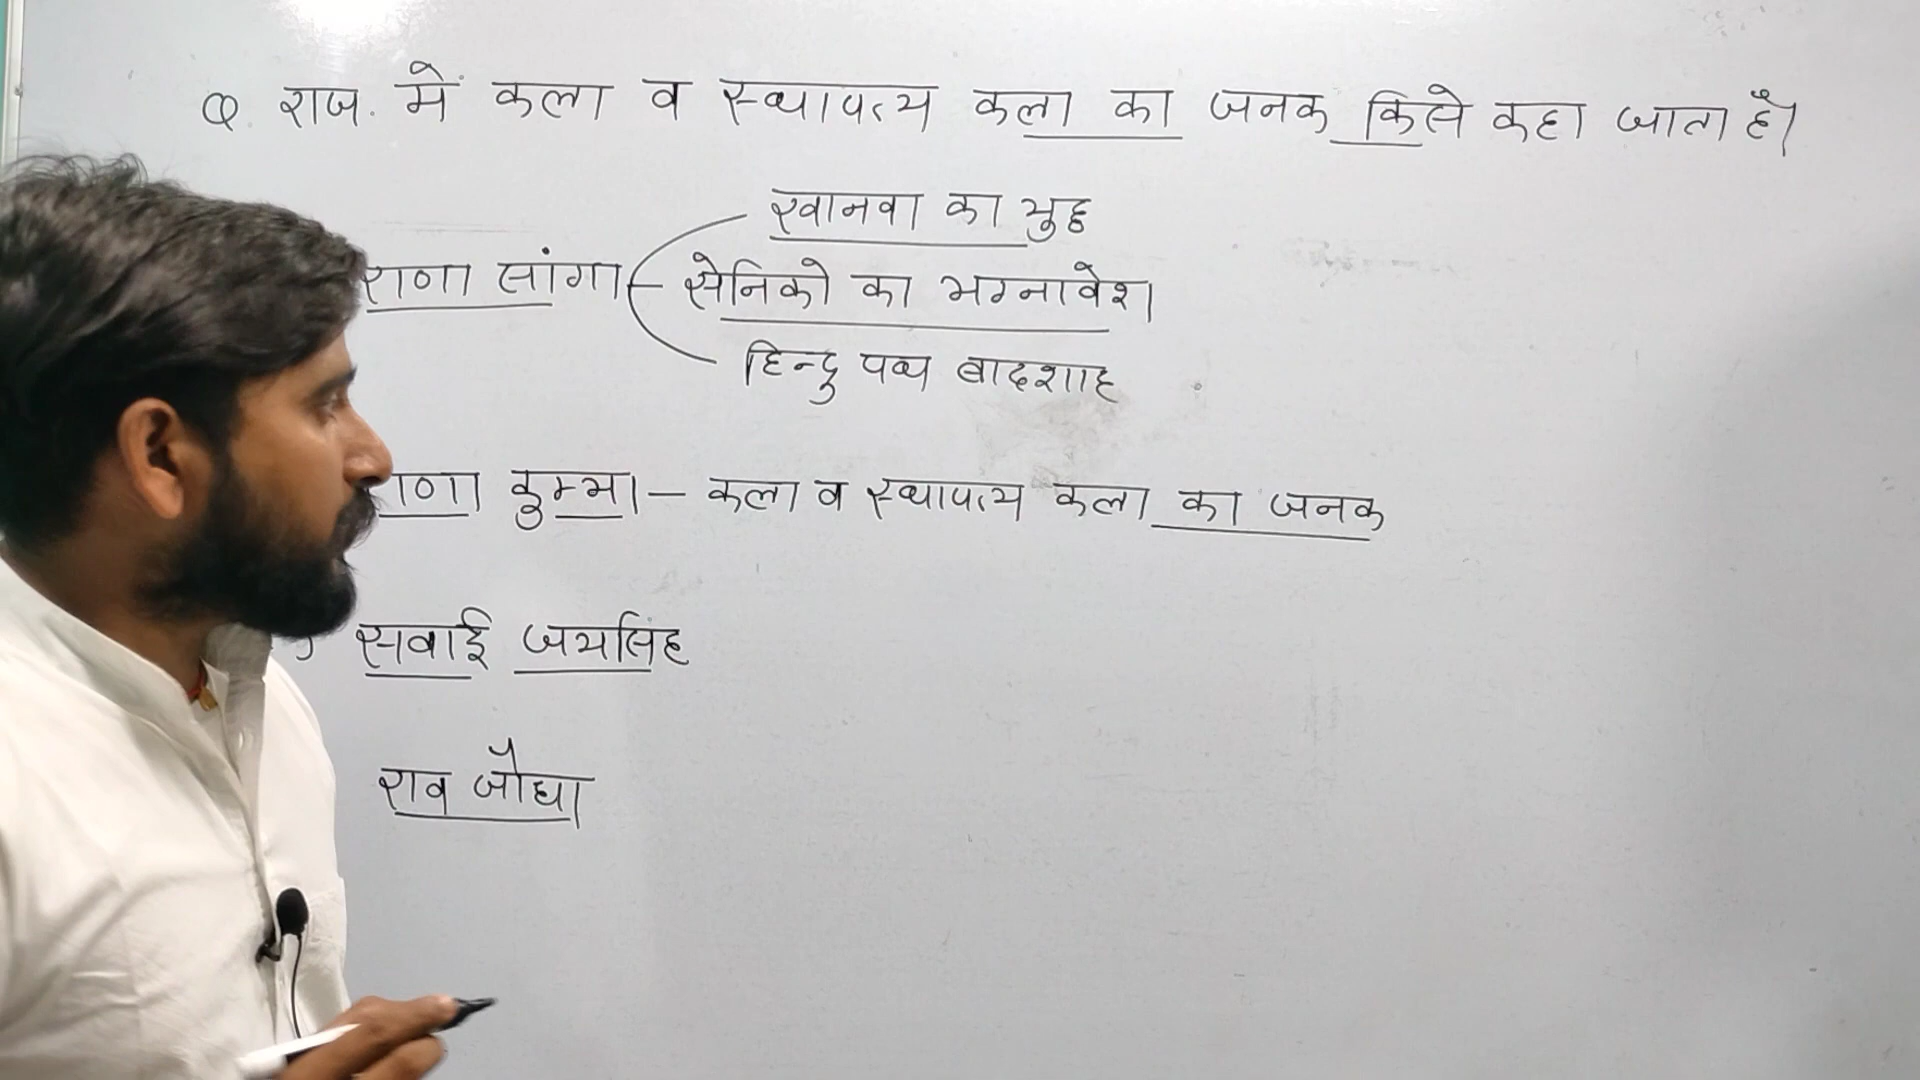 Q. राज. में कला व स्थापत्य कला का जनक किसे कहा जाता है।
खानवा का युद्ध
राणा सांगा
सेनिको का भग्नावेश
हिन्दु पथ बादशाह
राणा कुम्भा – कला व स्थापत्य कला का जनक
सवाई जयसिंह
राव जौधा